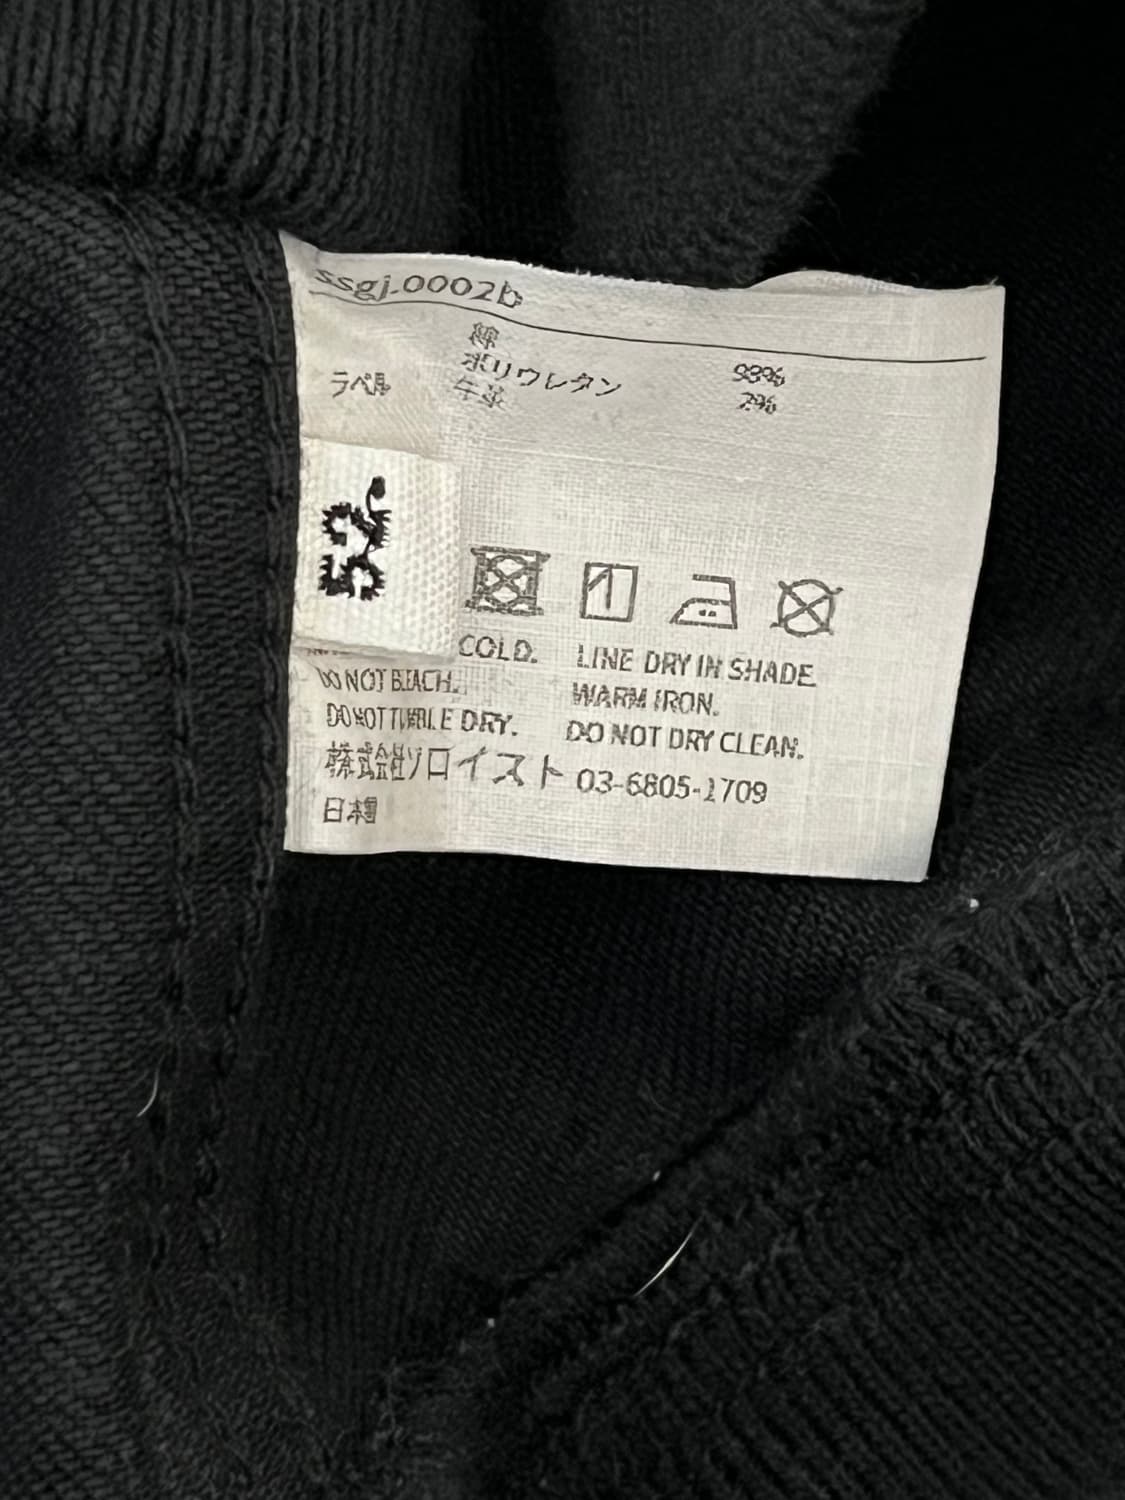 ssgj.0002b
綿 98%
ポリウレタン 2%
ラベル 牛革
COLD. LINE DRY IN SHADE.
DO NOT BLEACH. WARM IRON.
DO NOT TUMBLE DRY. DO NOT DRY CLEAN.
株式会社ソロイスト 03-6805-1709
日本製